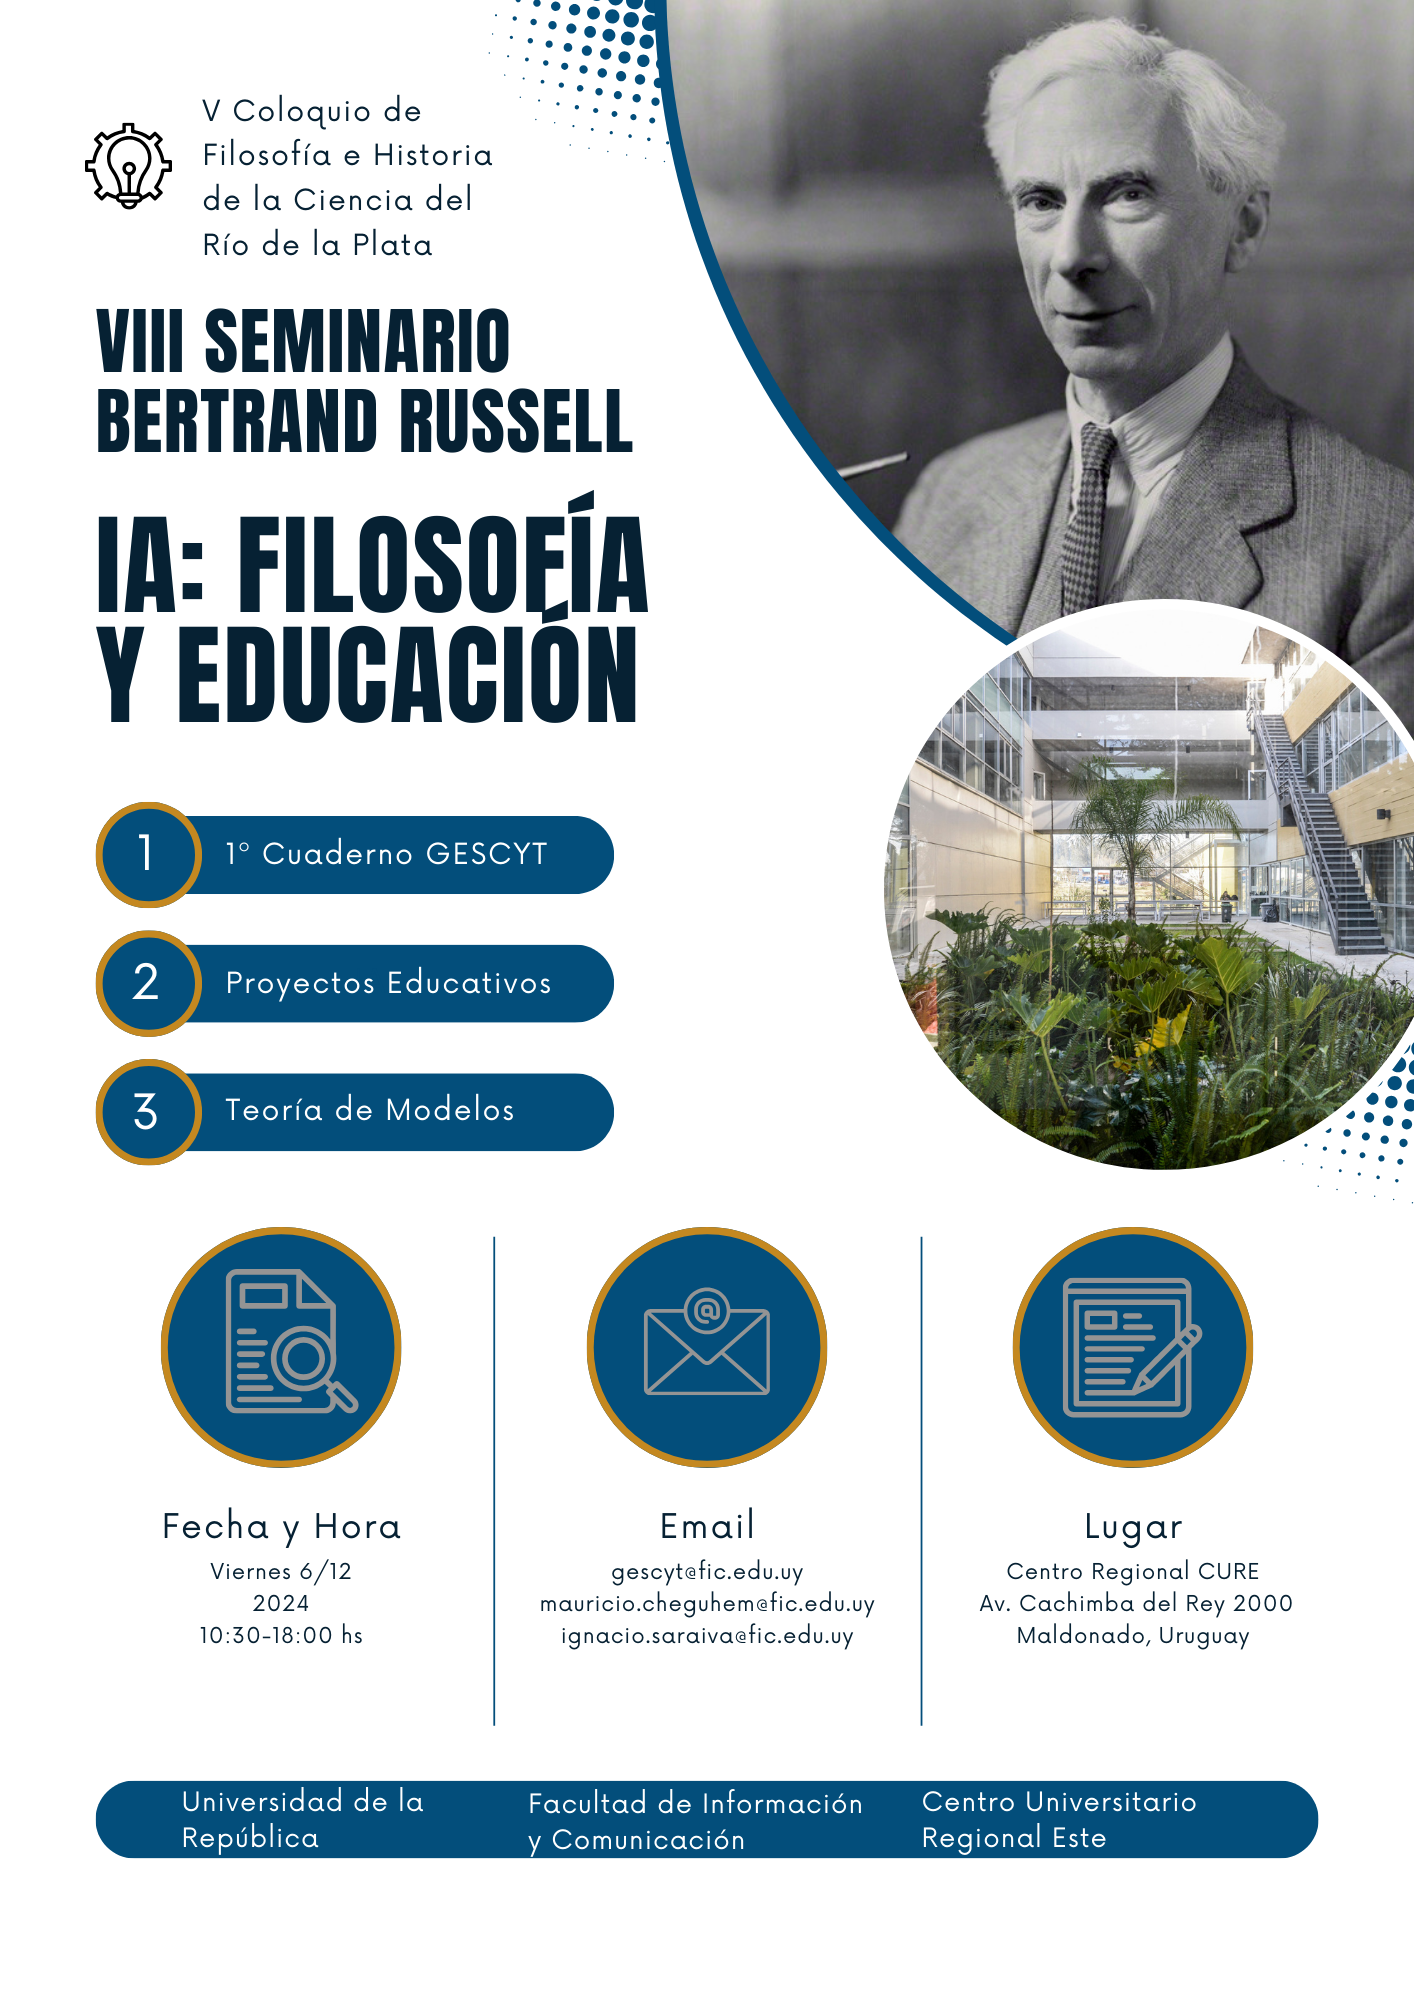 V Coloquio de
Filosofía e Historia
de la Ciencia del
Río de la Plata
VIII SEMINARIO
BERTRAND RUSSELL
IA: FILOSOFÍA
Y EDUCACIÓN
1
1º Cuaderno GESCYT
2
Proyectos Educativos
3
Teoría de Modelos
@
Fecha y Hora
Viernes 6/12
2024
10:30-18:00 hs
Email
gescyt@fic.edu.uy
mauricio.cheguhem@fic.edu.uy
ignacio.saraiva@fic.edu.uy
Lugar
Centro Regional CURE
Av. Cachimba del Rey 2000
Maldonado, Uruguay
Universidad de la
República
Facultad de Información
y Comunicación
Centro Universitario
Regional Este